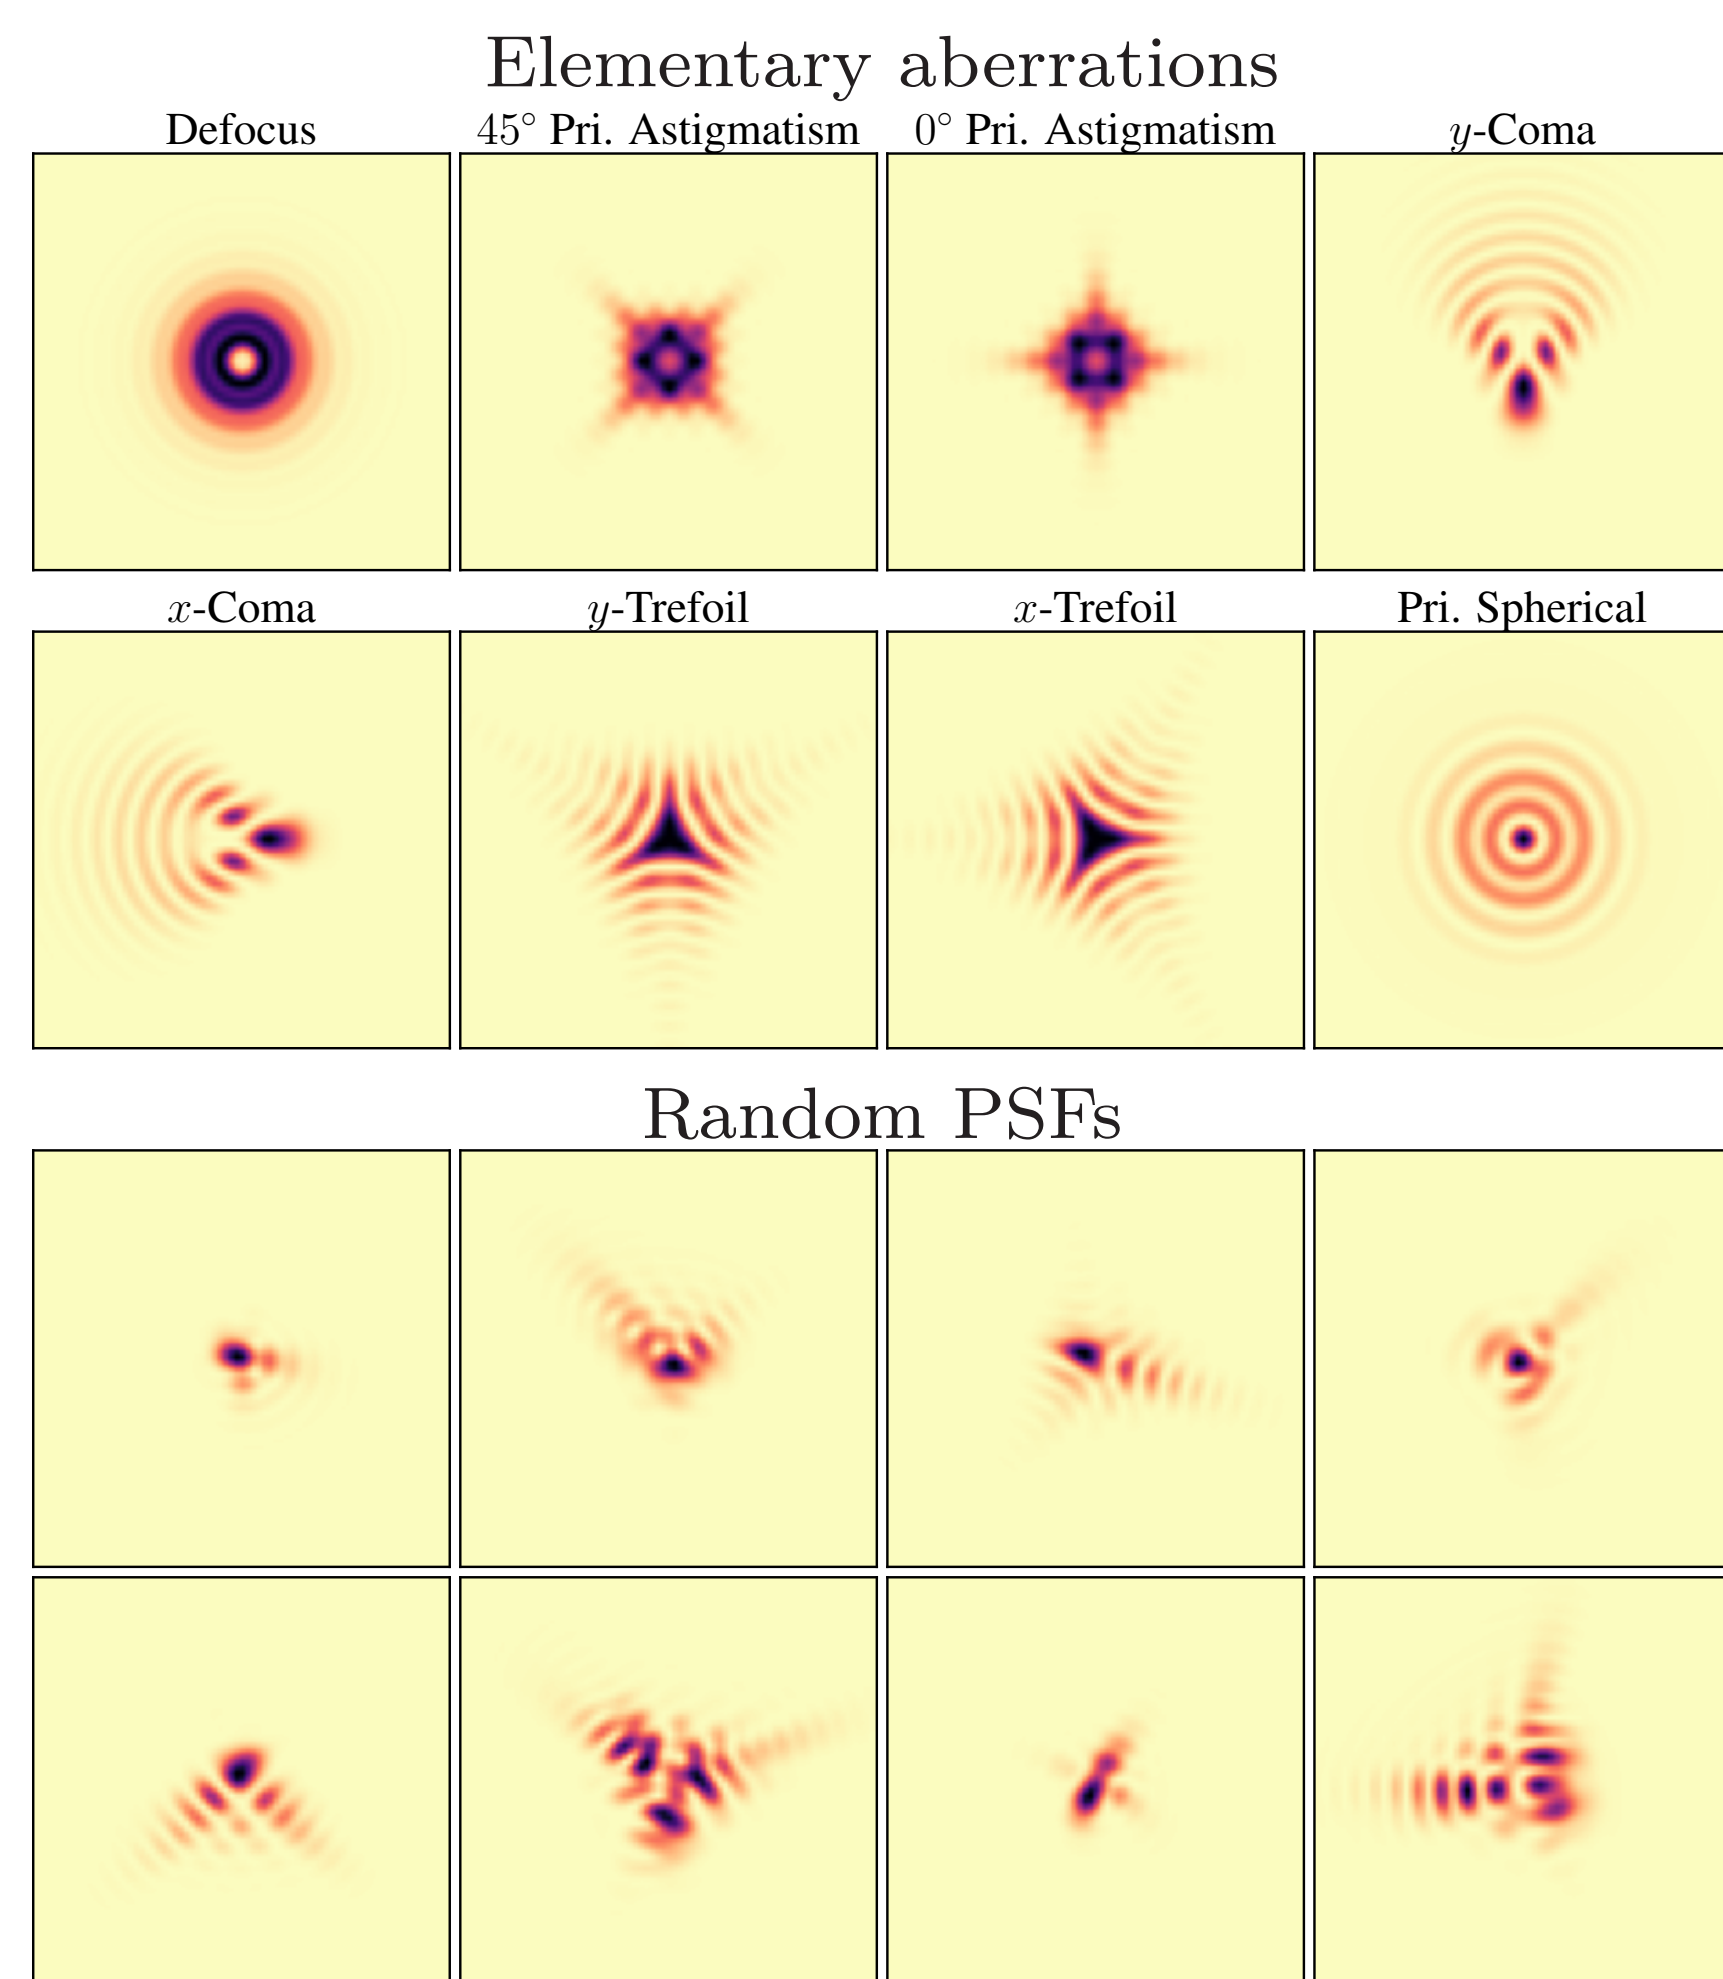 Elementary aberrations
Defocus 45° Pri. Astigmatism 0° Pri. Astigmatism y-Coma
x-Coma y-Trefoil x-Trefoil Pri. Spherical
Random PSFs